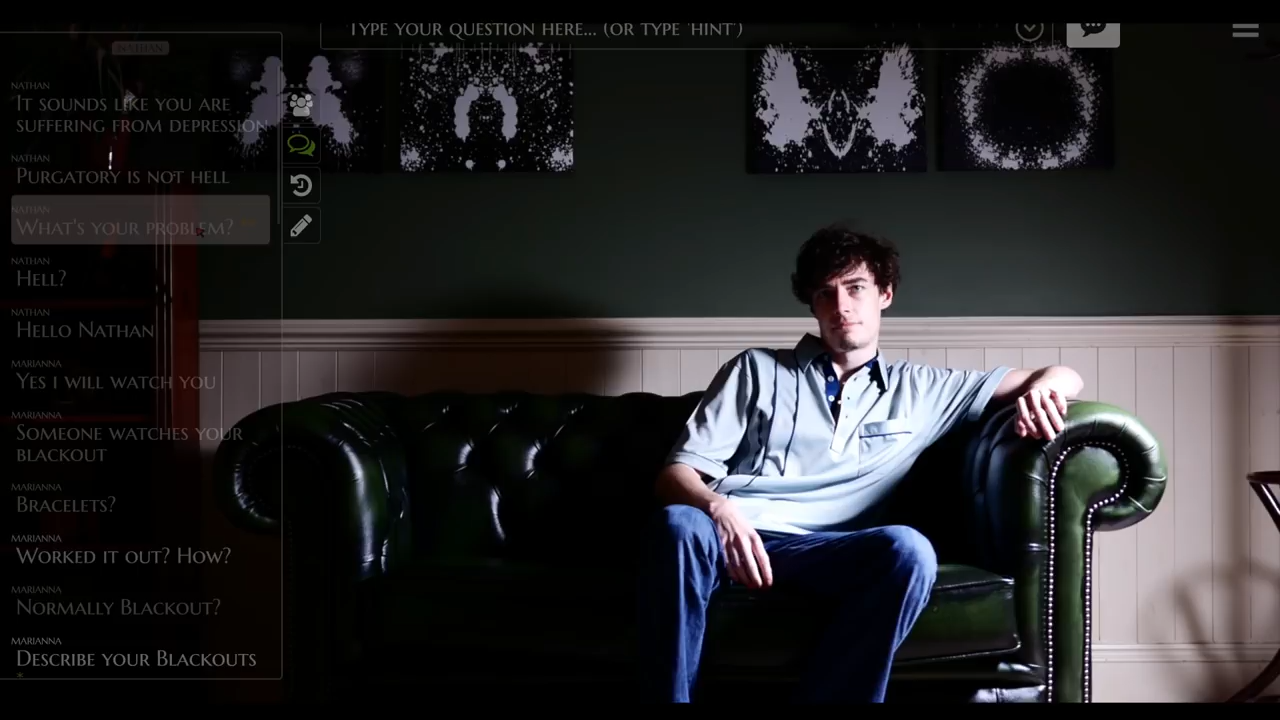 TYPE YOUR QUESTION HERE... (OR TYPE 'HINT')
NATHAN
NATHAN
IT SOUNDS LIKE YOU ARE
SUFFERING FROM DEPRESSION
NATHAN
PURGATORY IS NOT HELL
NATHAN
WHAT'S YOUR PROBLEM?
NATHAN
HELL?
NATHAN
HELLO NATHAN
MARIANNA
YES I WILL WATCH YOU
MARIANNA
SOMEONE WATCHES YOUR
BLACKOUT
MARIANNA
BRACELETS?
MARIANNA
WORKED IT OUT? HOW?
MARIANNA
NORMALLY BLACKOUT?
MARIANNA
DESCRIBE YOUR BLACKOUTS
*